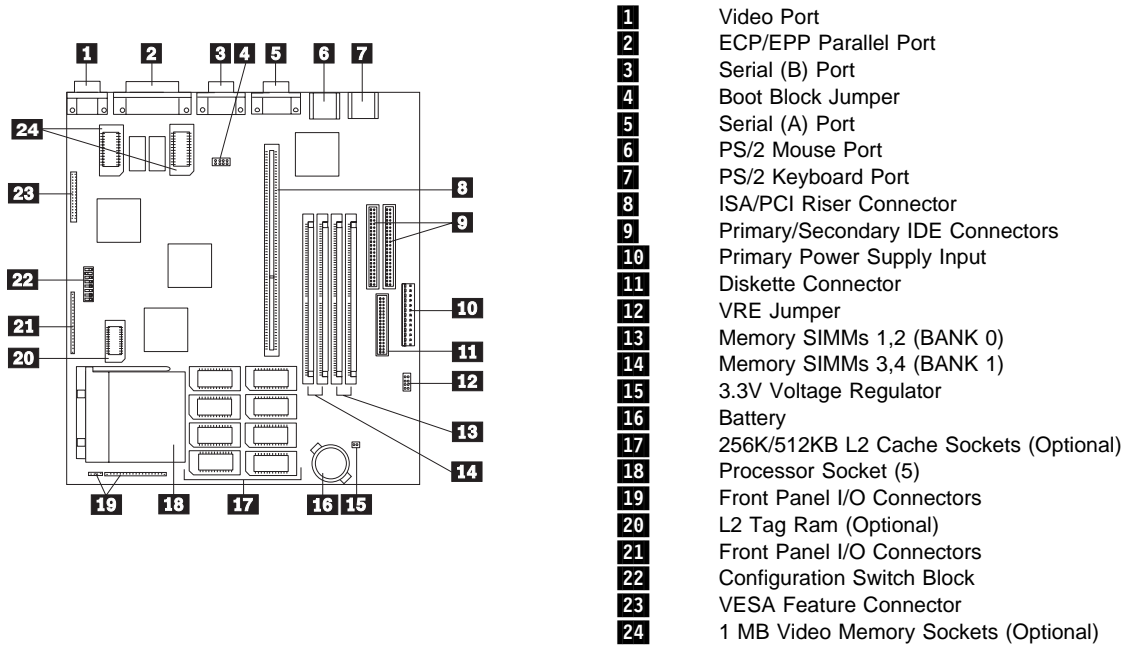 1 2 3 4 5 6 7
24
23
8
9
22
10
21
11
20
12
13
14
19 18 17 16 15
1 Video Port
2 ECP/EPP Parallel Port
3 Serial (B) Port
4 Boot Block Jumper
5 Serial (A) Port
6 PS/2 Mouse Port
7 PS/2 Keyboard Port
8 ISA/PCI Riser Connector
9 Primary/Secondary IDE Connectors
10 Primary Power Supply Input
11 Diskette Connector
12 VRE Jumper
13 Memory SIMMs 1,2 (BANK 0)
14 Memory SIMMs 3,4 (BANK 1)
15 3.3V Voltage Regulator
16 Battery
17 256K/512KB L2 Cache Sockets (Optional)
18 Processor Socket (5)
19 Front Panel I/O Connectors
20 L2 Tag Ram (Optional)
21 Front Panel I/O Connectors
22 Configuration Switch Block
23 VESA Feature Connector
24 1 MB Video Memory Sockets (Optional)